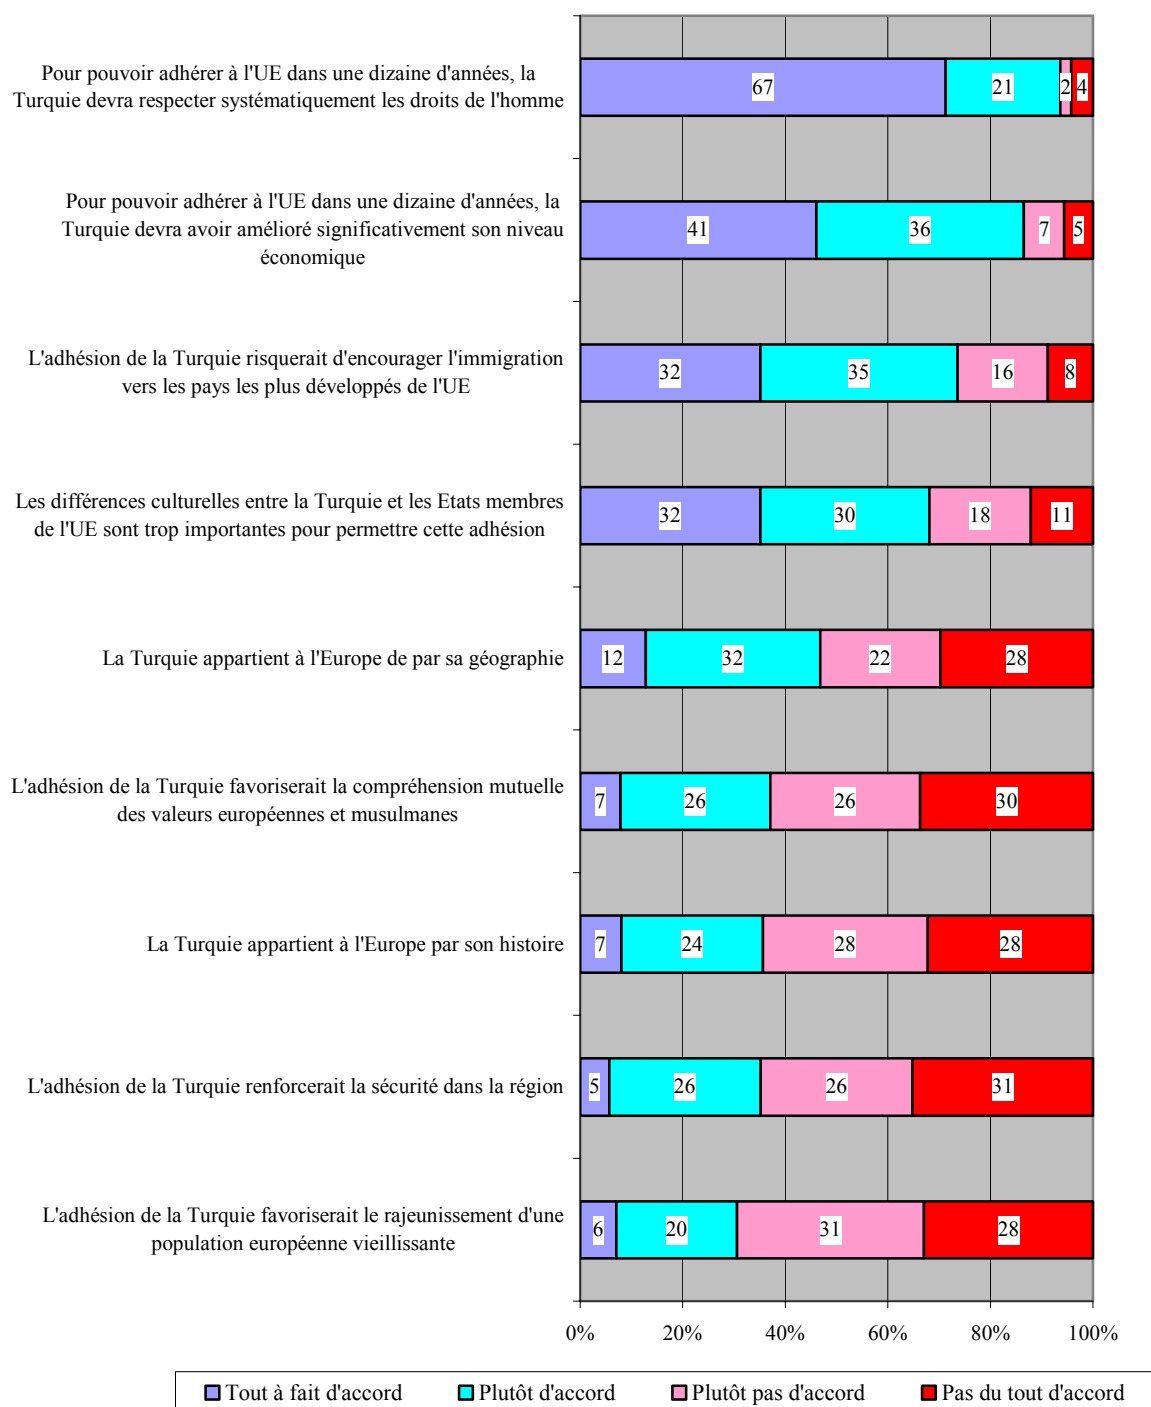 Pour pouvoir adhérer à l'UE dans une dizaine d'années, la
Turquie devra respecter systématiquement les droits de l'homme
67 21 2 4
Pour pouvoir adhérer à l'UE dans une dizaine d'années, la
Turquie devra avoir amélioré significativement son niveau
économique
41 36 7 5
L'adhésion de la Turquie risquerait d'encourager l'immigration
vers les pays les plus développés de l'UE
32 35 16 8
Les différences culturelles entre la Turquie et les Etats membres
de l'UE sont trop importantes pour permettre cette adhésion
32 30 18 11
La Turquie appartient à l'Europe de par sa géographie
12 32 22 28
L'adhésion de la Turquie favoriserait la compréhension mutuelle
des valeurs européennes et musulmanes
7 26 26 30
La Turquie appartient à l'Europe par son histoire
7 24 28 28
L'adhésion de la Turquie renforcerait la sécurité dans la région
5 26 26 31
L'adhésion de la Turquie favoriserait le rajeunissement d'une
population européenne vieillissante
6 20 31 28
0% 20% 40% 60% 80% 100%
Tout à fait d'accord Plutôt d'accord Plutôt pas d'accord Pas du tout d'accord